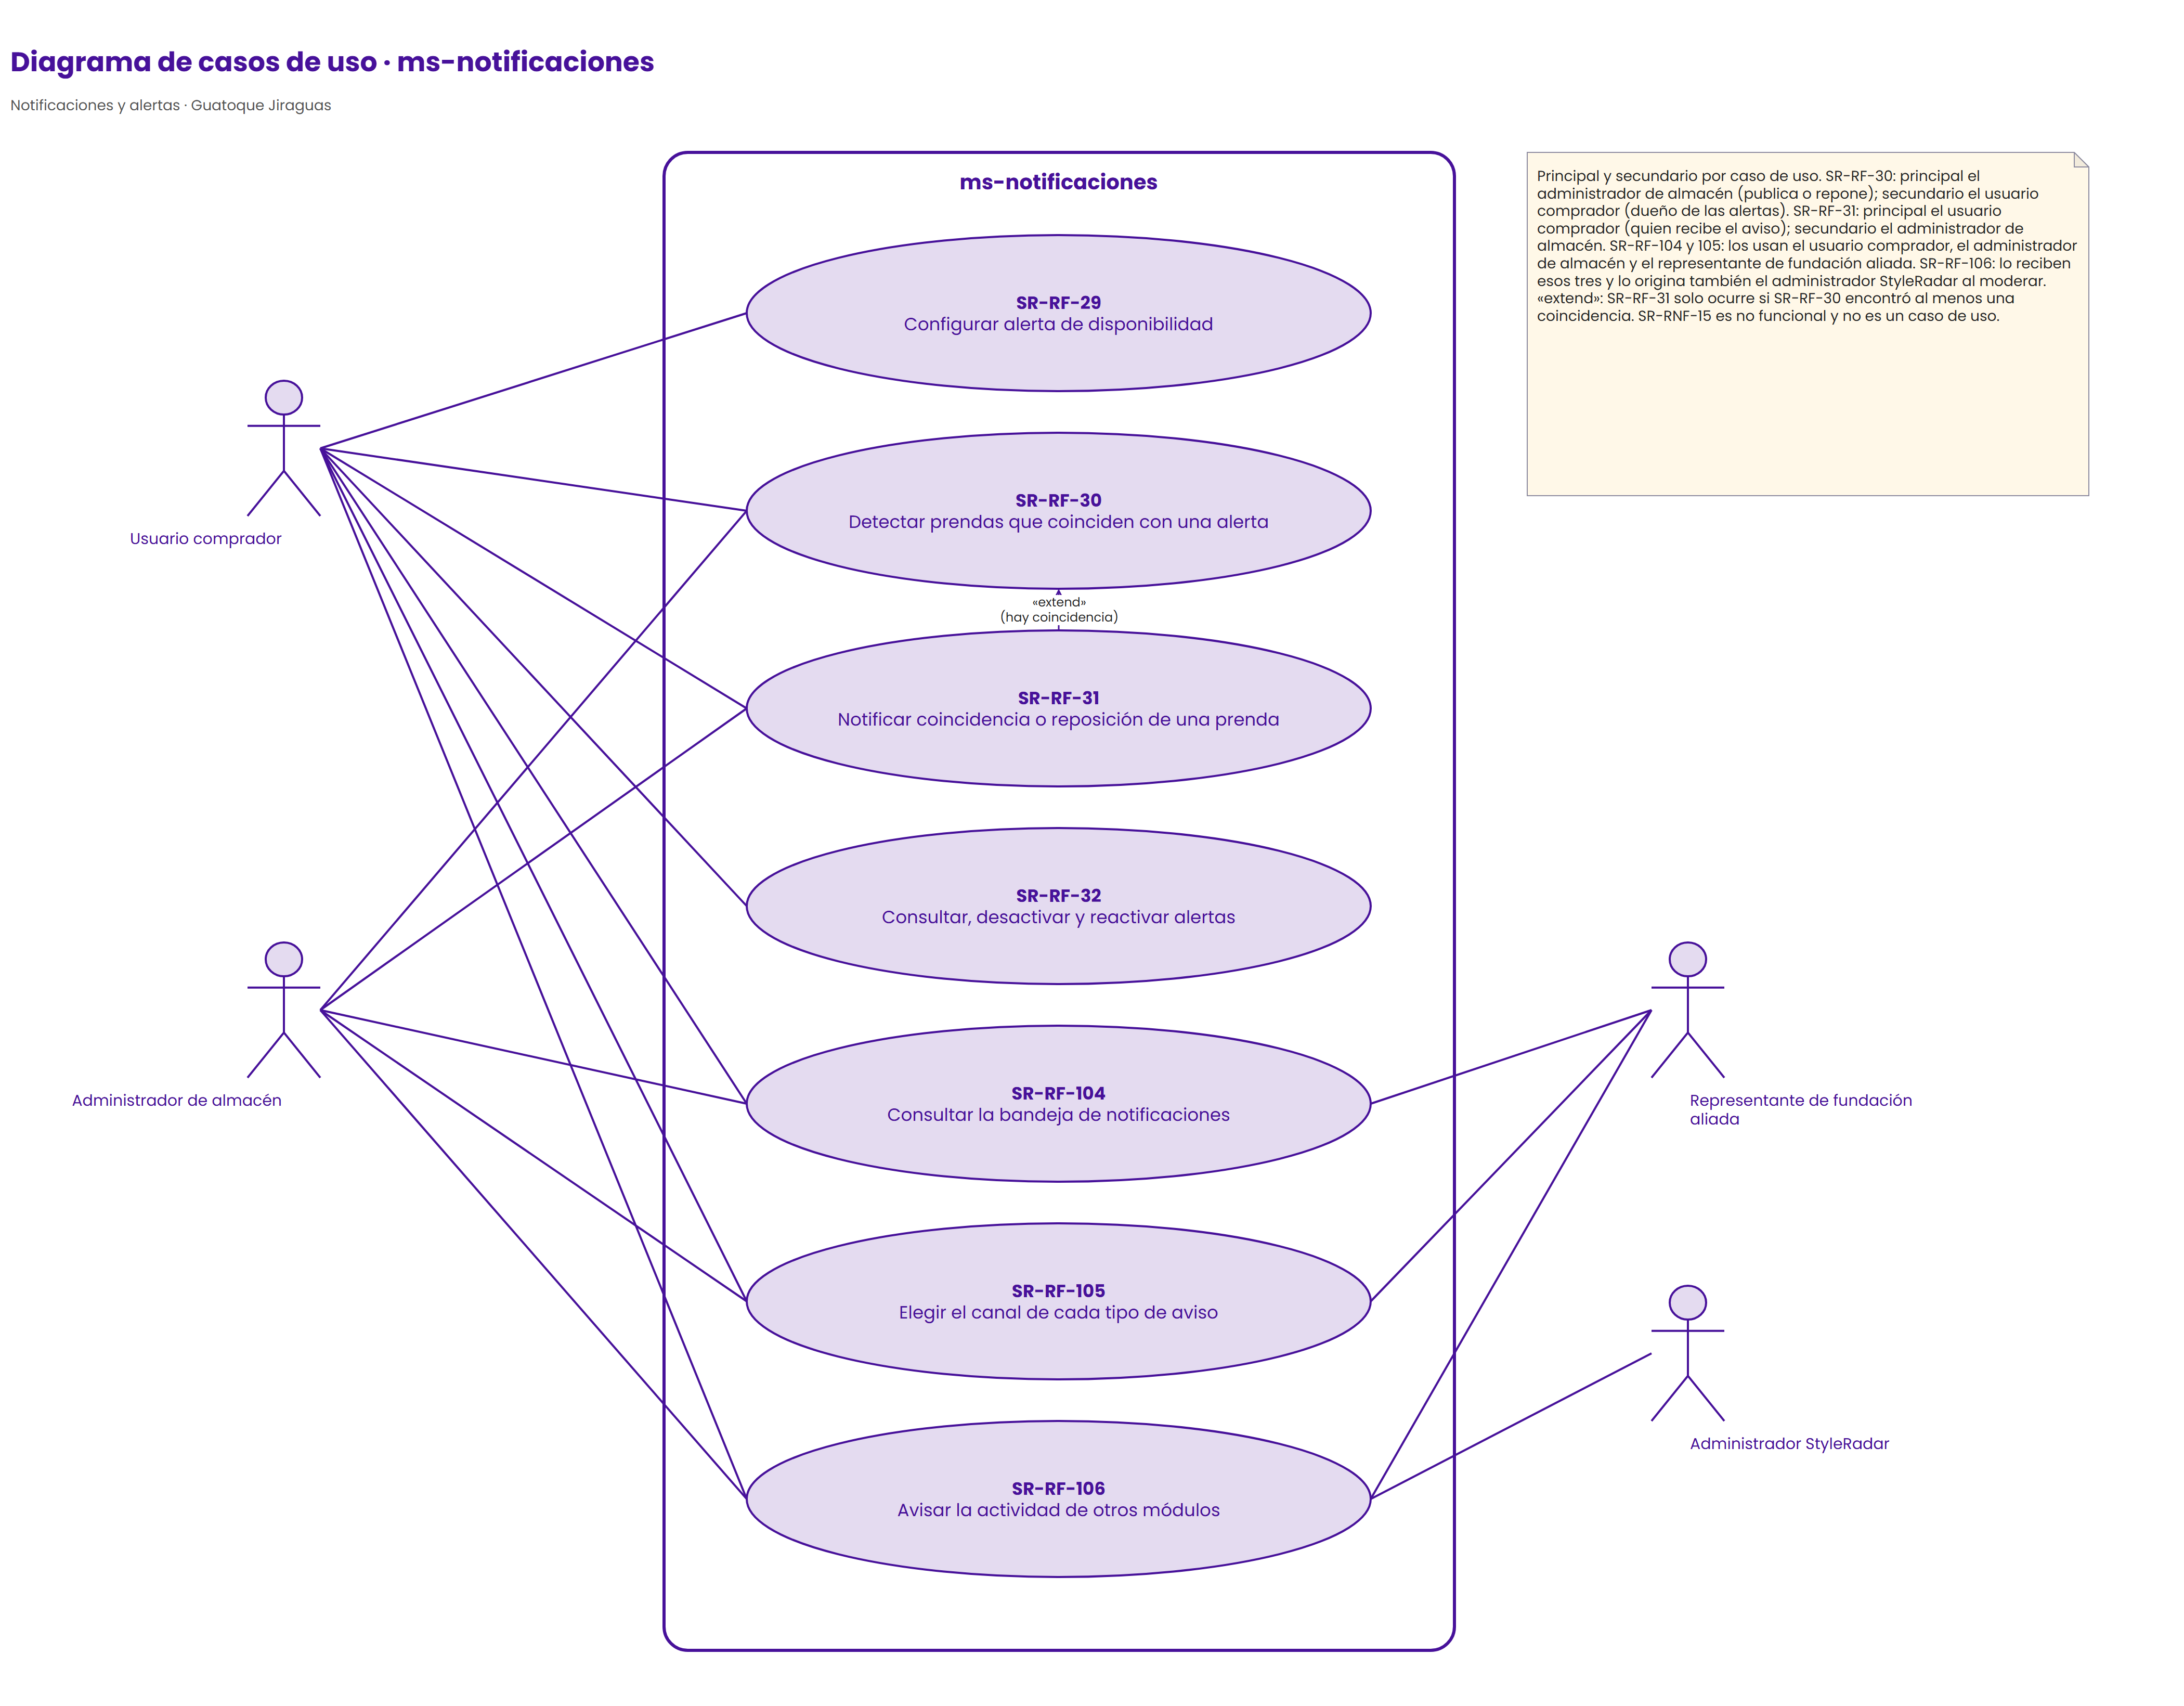 Diagrama de casos de uso · ms-notificaciones
Notificaciones y alertas · Guatoque Jiraguas
ms-notificaciones
Principal y secundario por caso de uso. SR-RF-30: principal el
administrador de almacén (publica o repone); secundario el usuario
comprador (dueño de las alertas). SR-RF-31: principal el usuario
comprador (quien recibe el aviso); secundario el administrador de
almacén. SR-RF-104 y 105: los usan el usuario comprador, el administrador
de almacén y el representante de fundación aliada. SR-RF-106: lo reciben
esos tres y lo origina también el administrador StyleRadar al moderar.
«extend»: SR-RF-31 solo ocurre si SR-RF-30 encontró al menos una
coincidencia. SR-RNF-15 es no funcional y no es un caso de uso.
SR-RF-29
Configurar alerta de disponibilidad
Usuario comprador
SR-RF-30
Detectar prendas que coinciden con una alerta
«extend»
(hay coincidencia)
SR-RF-31
Notificar coincidencia o reposición de una prenda
SR-RF-32
Consultar, desactivar y reactivar alertas
Administrador de almacén
SR-RF-104
Consultar la bandeja de notificaciones
Representante de fundación
aliada
SR-RF-105
Elegir el canal de cada tipo de aviso
Administrador StyleRadar
SR-RF-106
Avisar la actividad de otros módulos